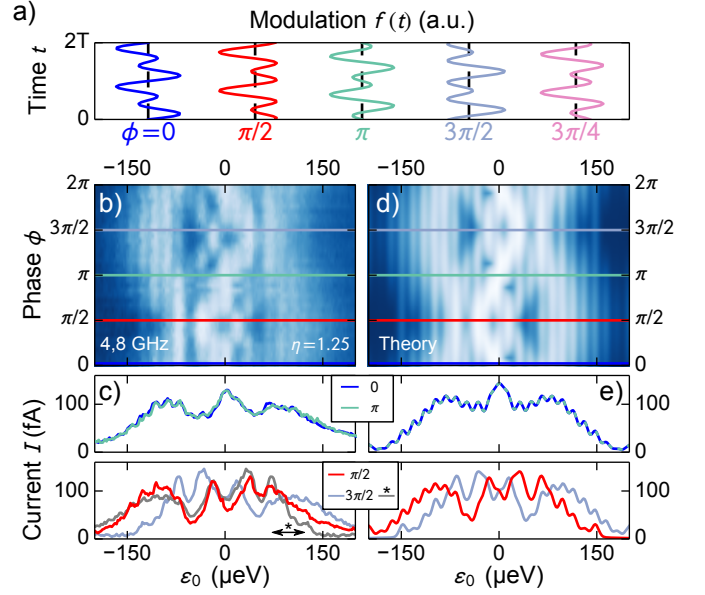 a)
Modulation f(t) (a.u.)
Time t
2T
0
ϕ=0
π/2
π
3π/2
3π/4
−150 0 150
−150 0 150
Phase ϕ
2π
3π/2
π
π/2
0
b)
4,8 GHz
η=1.25
d)
Theory
2π
3π/2
π
π/2
0
Current I (fA)
100
0
c)
0
π
e)
100
0
100
0
π/2
3π/2 *
*
100
0
−150 0 150
−150 0 150
ε₀ (μeV)
ε₀ (μeV)